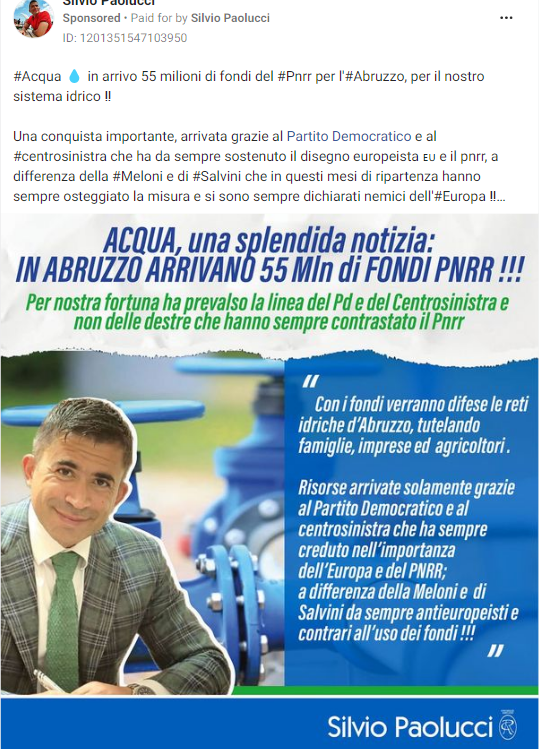 Silvio Paolucci
Sponsored • Paid for by Silvio Paolucci
ID: 1201351547103950
#Acqua 💧 in arrivo 55 milioni di fondi del #Pnrr per l'#Abruzzo, per il nostro
sistema idrico !!
Una conquista importante, arrivata grazie al Partito Democratico e al
#centrosinistra che ha da sempre sostenuto il disegno europeista EU e il pnrr, a
differenza della #Meloni e di #Salvini che in questi mesi di ripartenza hanno
sempre osteggiato la misura e si sono sempre dichiarati nemici dell'#Europa !!...
ACQUA, una splendida notizia:
IN ABRUZZO ARRIVANO 55 Mln di FONDI PNRR !!!
Per nostra fortuna ha prevalso la linea del Pd e del Centrosinistra e
non delle destre che hanno sempre contrastato il Pnrr
"
Con i fondi verranno difese le reti
idriche d'Abruzzo, tutelando
famiglie, imprese ed agricoltori.
Risorse arrivate solamente grazie
al Partito Democratico e al
centrosinistra che ha sempre
creduto nell'importanza
dell'Europa e del PNRR;
a differenza della Meloni e di
Salvini da sempre antieuropeisti e
contrari all'uso dei fondi !!!
"
Silvio Paolucci